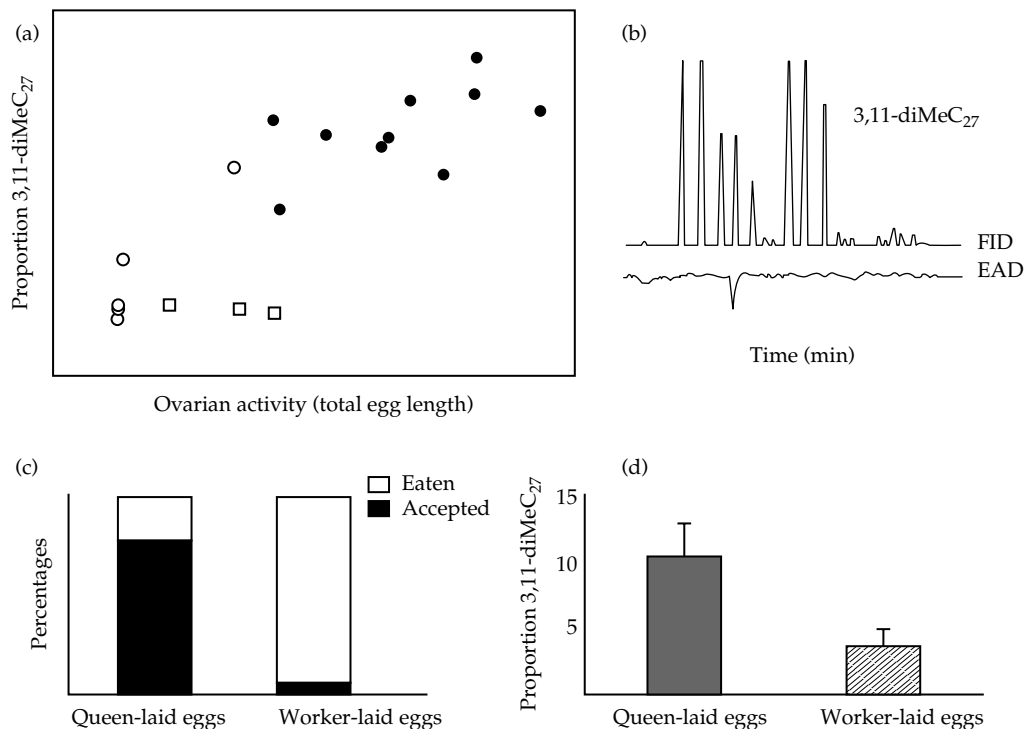 (a)
Proportion 3,11-diMeC27
Ovarian activity (total egg length)
(b)
3,11-diMeC27
FID
EAD
Time (min)
(c)
Eaten
Accepted
Percentages
Queen-laid eggs Worker-laid eggs
(d)
Proportion 3,11-diMeC27
15
10
5
Queen-laid eggs Worker-laid eggs